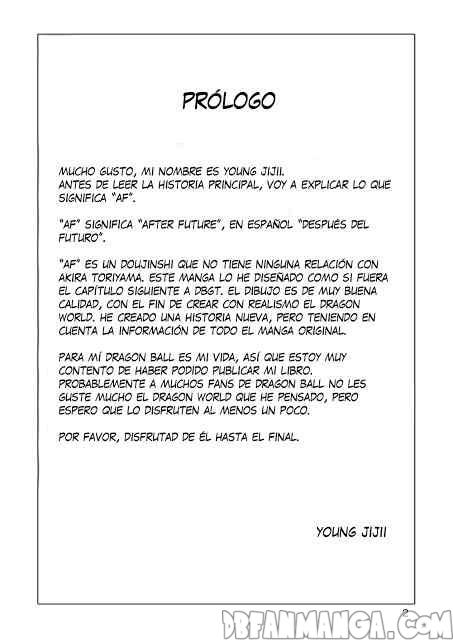 PRÓLOGO
MUCHO GUSTO, MI NOMBRE ES YOUNG JIJII.
ANTES DE LEER LA HISTORIA PRINCIPAL, VOY A EXPLICAR LO QUE
SIGNIFICA "AF".
"AF" SIGNIFICA "AFTER FUTURE", EN ESPAÑOL "DESPUÉS DEL
FUTURO".
"AF" ES UN DOUJINSHI QUE NO TIENE NINGUNA RELACIÓN CON
AKIRA TORIYAMA. ESTE MANGA LO HE DISEÑADO COMO SI FUERA
EL CAPÍTULO SIGUIENTE A DBGT. EL DIBUJO ES DE MUY BUENA
CALIDAD, CON EL FIN DE CREAR CON REALISMO EL DRAGON
WORLD. HE CREADO UNA HISTORIA NUEVA, PERO TENIENDO EN
CUENTA LA INFORMACIÓN DE TODO EL MANGA ORIGINAL.
PARA MÍ DRAGON BALL ES MI VIDA, ASÍ QUE ESTOY MUY
CONTENTO DE HABER PODIDO PUBLICAR MI LIBRO.
PROBABLEMENTE A MUCHOS FANS DE DRAGON BALL NO LES
GUSTE MUCHO EL DRAGON WORLD QUE HE PENSADO, PERO
ESPERO QUE LO DISFRUTEN AL MENOS UN POCO.
POR FAVOR, DISFRUTAD DE ÉL HASTA EL FINAL.
YOUNG JIJII
2
DBFANMANGA.COM